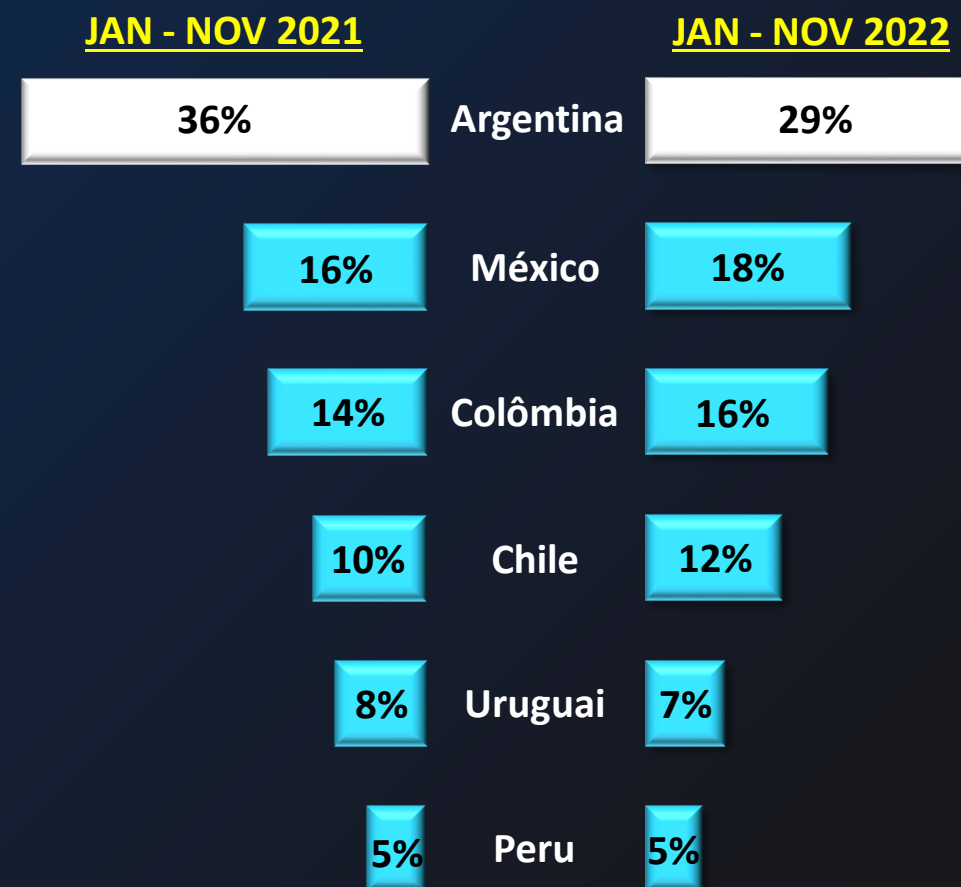 JAN - NOV 2021 JAN - NOV 2022
36% Argentina 29%
16% México 18%
14% Colômbia 16%
10% Chile 12%
8% Uruguai 7%
5% Peru 5%